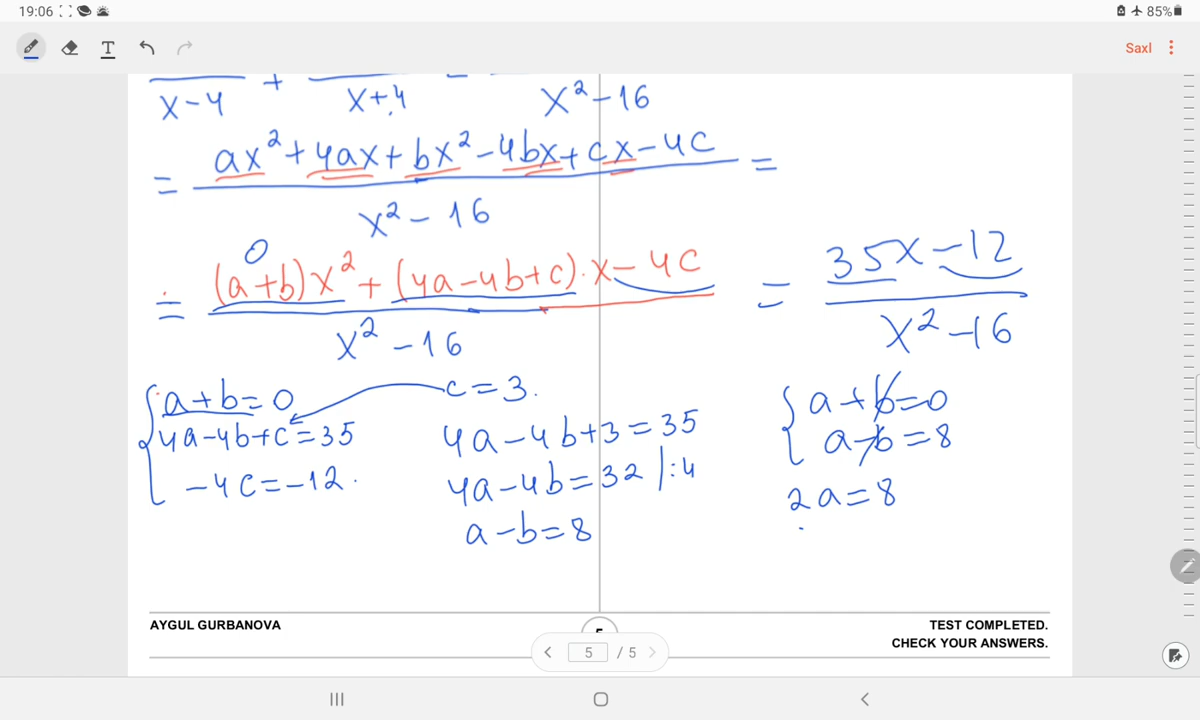 19:06 85%
T Saxl
x-4 + x+4 = x²-16
= ax²+4ax+bx²-4bx+cx-4c =
x²-16
0
= (a+b)x²+(4a-4b+c)·x-4c = 35x-12
x²-16 x²-16
a+b=0 c=3. a+b=0
4a-4b+c=35 4a-4b+3=35 a-b=8
-4c=-12. 4a-4b=32 |:4 2a=8
a-b=8
AYGUL GURBANOVA TEST COMPLETED.
CHECK YOUR ANSWERS.
5 / 5